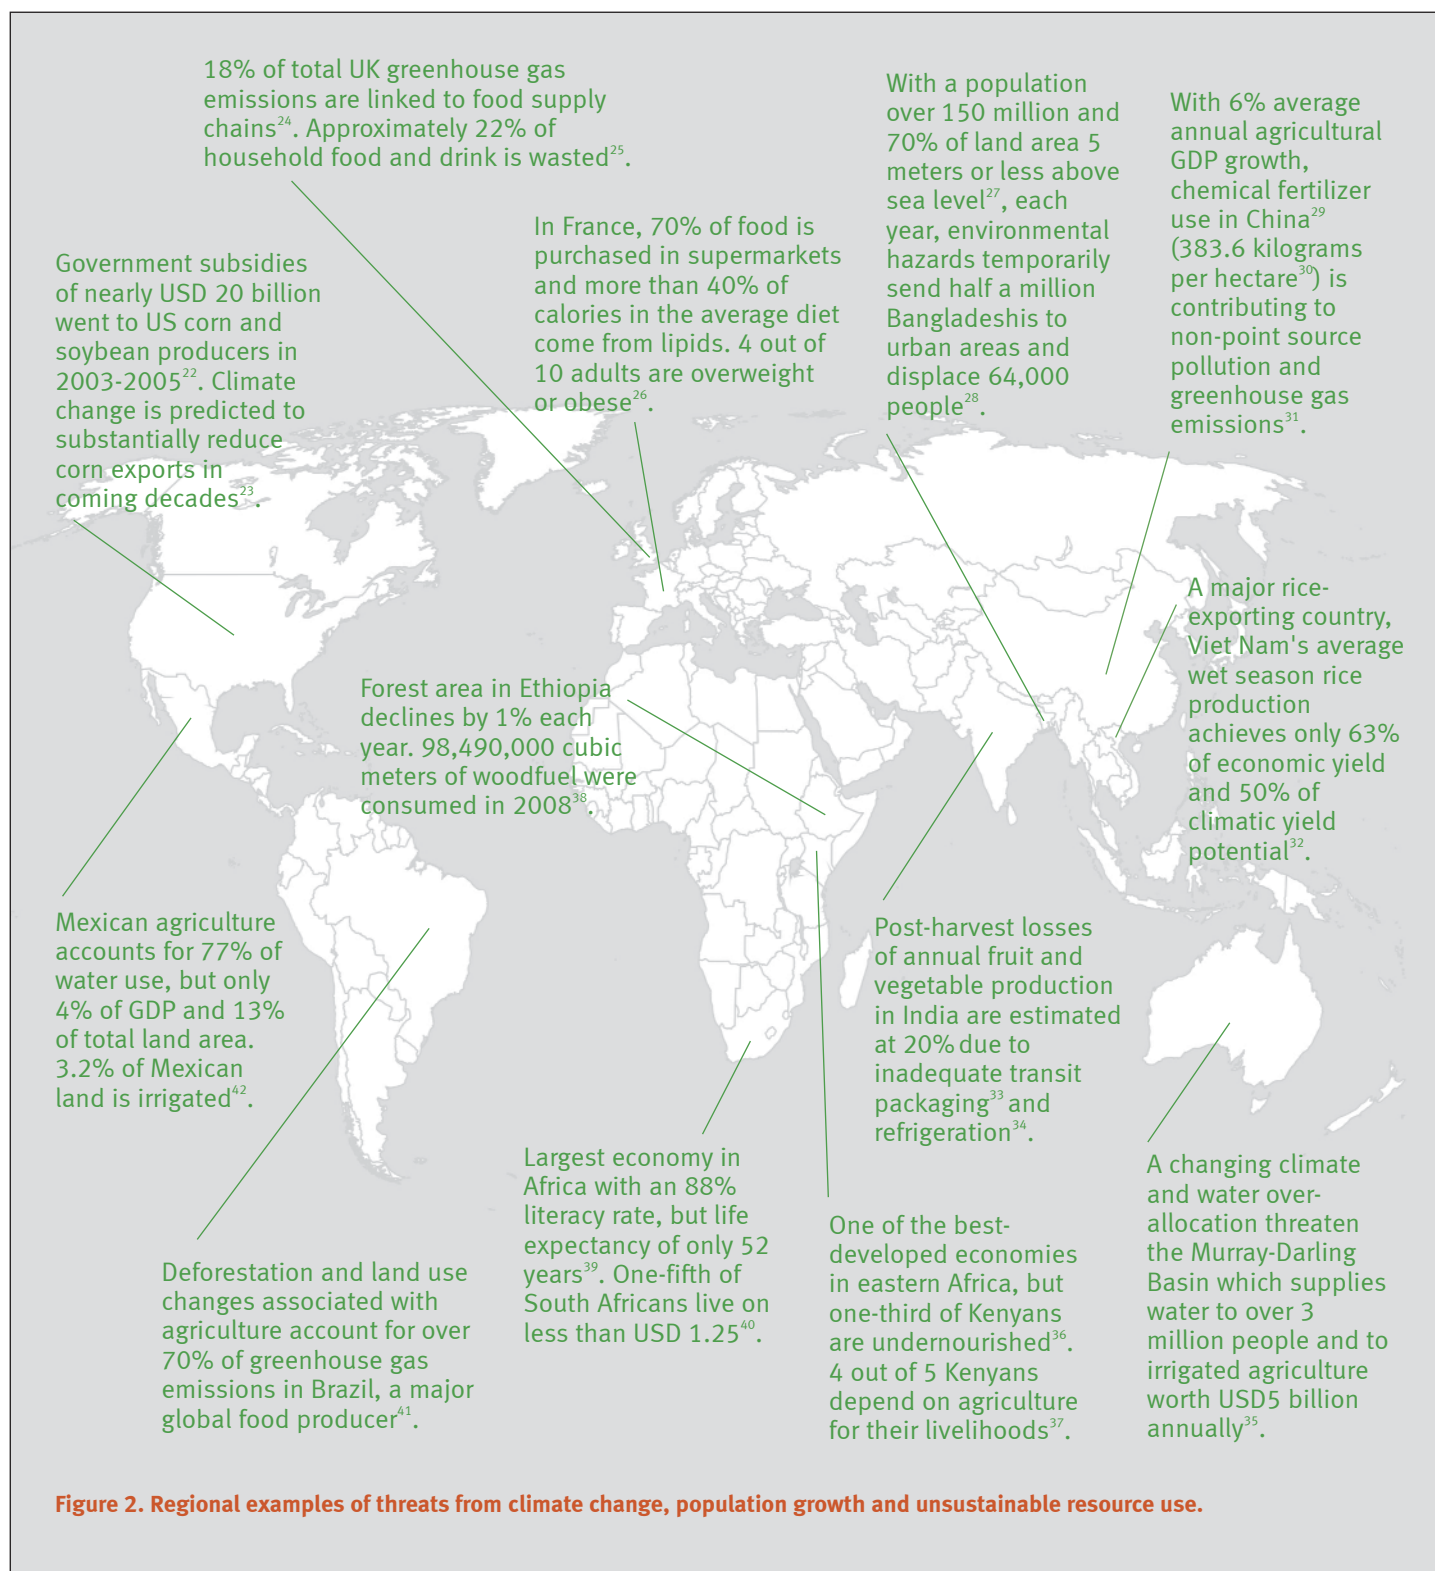 18% of total UK greenhouse gas
emissions are linked to food supply
chains24. Approximately 22% of
household food and drink is wasted25.
With a population
over 150 million and
70% of land area 5
meters or less above
sea level27, each
year, environmental
hazards temporarily
send half a million
Bangladeshis to
urban areas and
displace 64,000
people28.
With 6% average
annual agricultural
GDP growth,
chemical fertilizer
use in China29
(383.6 kilograms
per hectare30) is
contributing to
non-point source
pollution and
greenhouse gas
emissions31.
In France, 70% of food is
purchased in supermarkets
and more than 40% of
calories in the average diet
come from lipids. 4 out of
10 adults are overweight
or obese26.
Government subsidies
of nearly USD 20 billion
went to US corn and
soybean producers in
2003-200522. Climate
change is predicted to
substantially reduce
corn exports in
coming decades23.
A major rice-
exporting country,
Viet Nam's average
wet season rice
production
achieves only 63%
of economic yield
and 50% of
climatic yield
potential32.
Forest area in Ethiopia
declines by 1% each
year. 98,490,000 cubic
meters of woodfuel were
consumed in 200838.
Mexican agriculture
accounts for 77% of
water use, but only
4% of GDP and 13%
of total land area.
3.2% of Mexican
land is irrigated42.
Post-harvest losses
of annual fruit and
vegetable production
in India are estimated
at 20% due to
inadequate transit
packaging33 and
refrigeration34.
Largest economy in
Africa with an 88%
literacy rate, but life
expectancy of only 52
years39. One-fifth of
South Africans live on
less than USD 1.2540.
A changing climate
and water over-
allocation threaten
the Murray-Darling
Basin which supplies
water to over 3
million people and to
irrigated agriculture
worth USD5 billion
annually35.
One of the best-
developed economies
in eastern Africa, but
one-third of Kenyans
are undernourished36.
4 out of 5 Kenyans
depend on agriculture
for their livelihoods37.
Deforestation and land use
changes associated with
agriculture account for over
70% of greenhouse gas
emissions in Brazil, a major
global food producer41.
Figure 2. Regional examples of threats from climate change, population growth and unsustainable resource use.